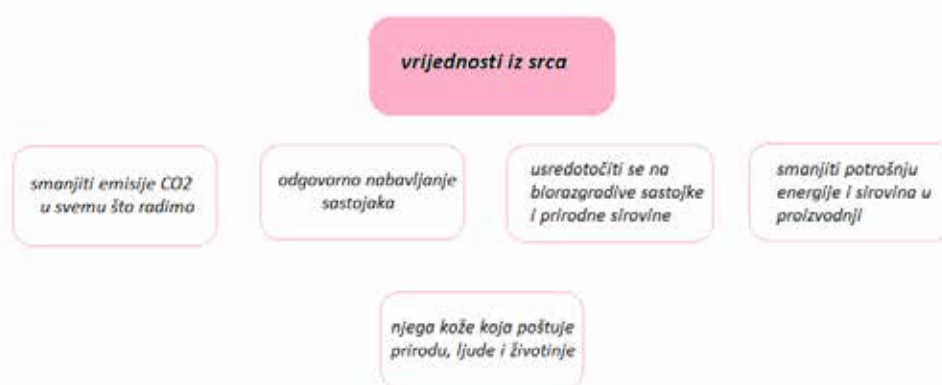 vrijednosti iz srca
smanjiti emisije CO2
u svemu što radimo
odgovorno nabavljanje
sastojaka
usredotočiti se na
biorazgradive sastojke
i prirodne sirovine
smanjiti potrošnju
energije i sirovina u
proizvodnji
njega kože koja poštuje
prirodu, ljude i životinje